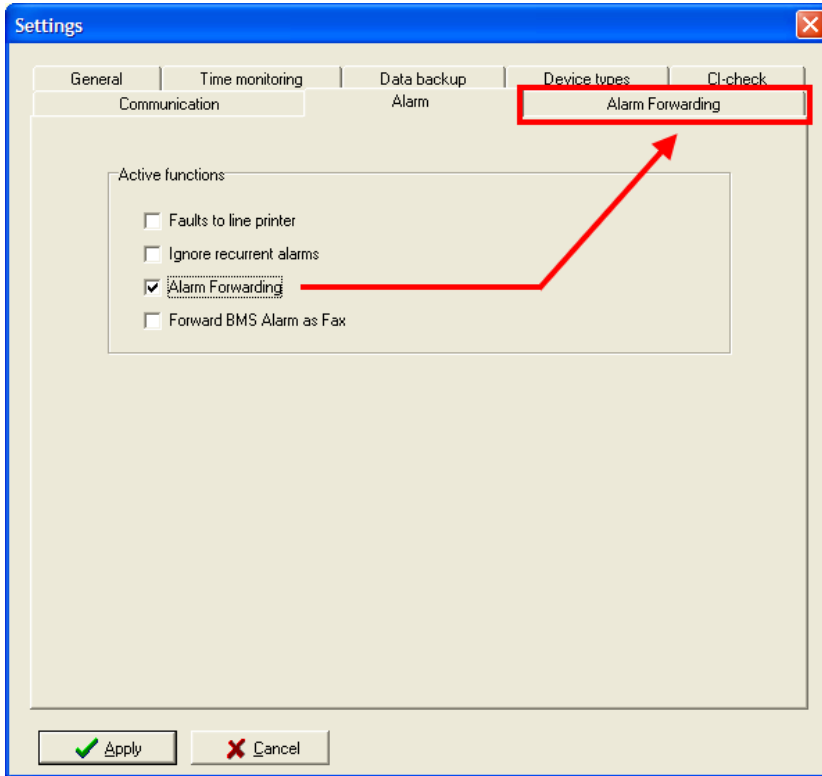 Settings
General Time monitoring Data backup Device types CI-check
Communication Alarm Alarm Forwarding
Active functions
Faults to line printer
Ignore recurrent alarms
Alarm Forwarding
Forward BMS Alarm as Fax
Apply Cancel